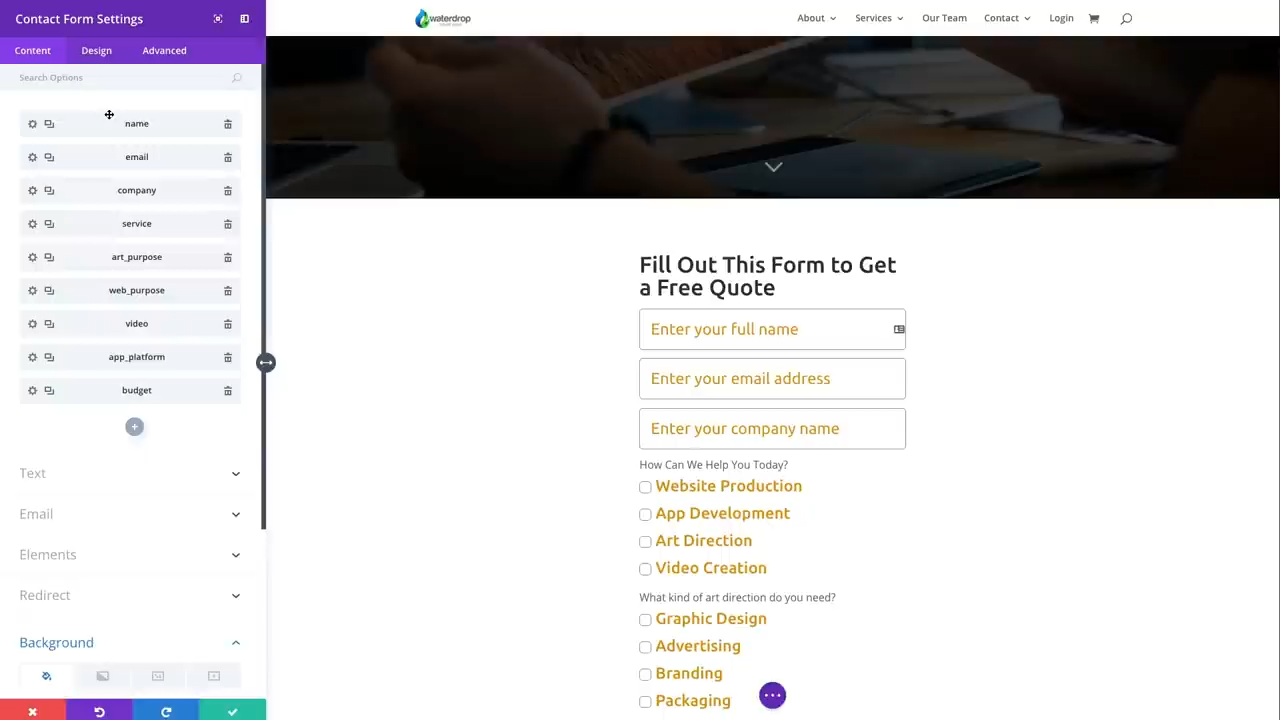 Contact Form Settings
Content
Design
Advanced
Search Options
name
email
company
service
art_purpose
web_purpose
video
app_platform
budget
Text
Email
Elements
Redirect
Background
waterdrop
About
Services
Our Team
Contact
Login
Fill Out This Form to Get
a Free Quote
Enter your full name
Enter your email address
Enter your company name
How Can We Help You Today?
Website Production
App Development
Art Direction
Video Creation
What kind of art direction do you need?
Graphic Design
Advertising
Branding
Packaging